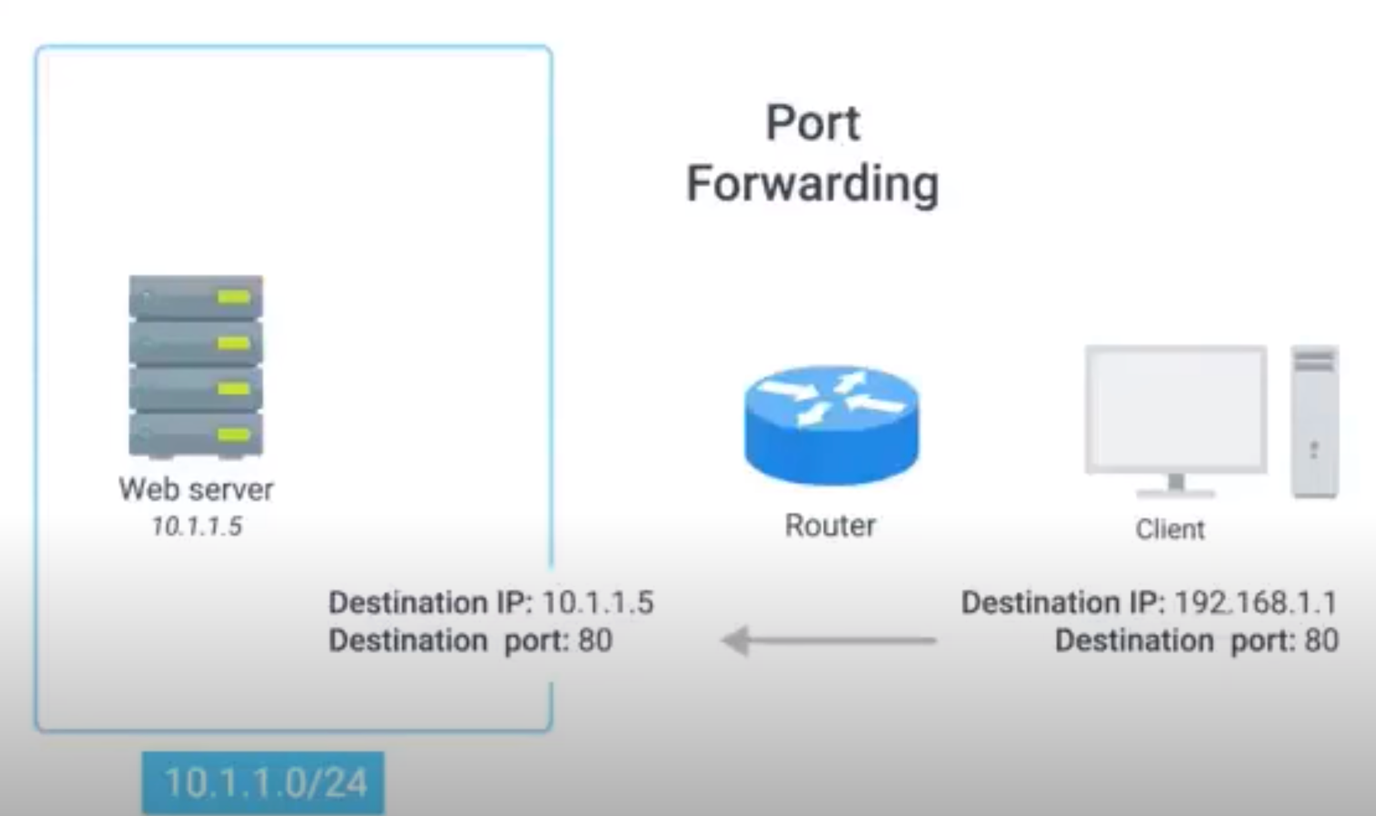 Port
Forwarding
Web server
10.1.1.5
Router
Client
Destination IP: 10.1.1.5
Destination port: 80
Destination IP: 192.168.1.1
Destination port: 80
10.1.1.0/24